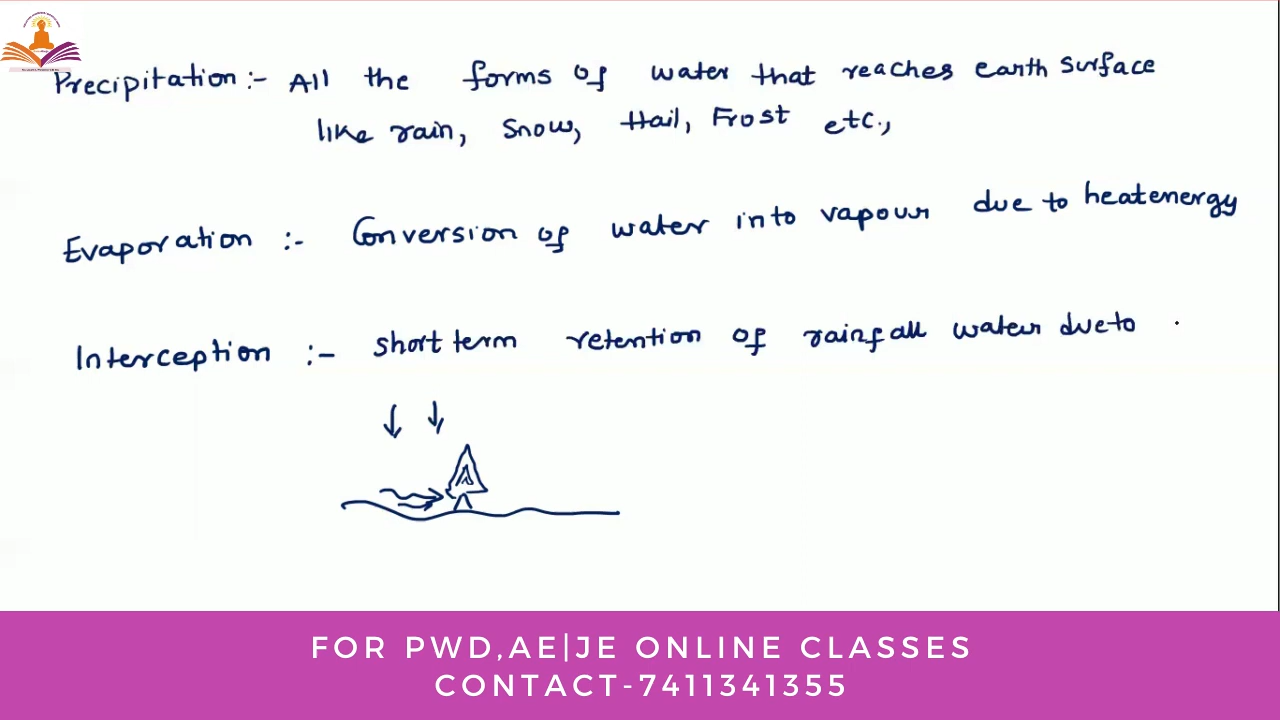 Precipitation :- All the forms of water that reaches earth surface
like rain, Snow, Hail, Frost etc.,
Evaporation :- Conversion of water into vapour due to heatenergy
Interception :- short term retention of rainfall water dueto
FOR PWD,AE|JE ONLINE CLASSES
CONTACT-7411341355